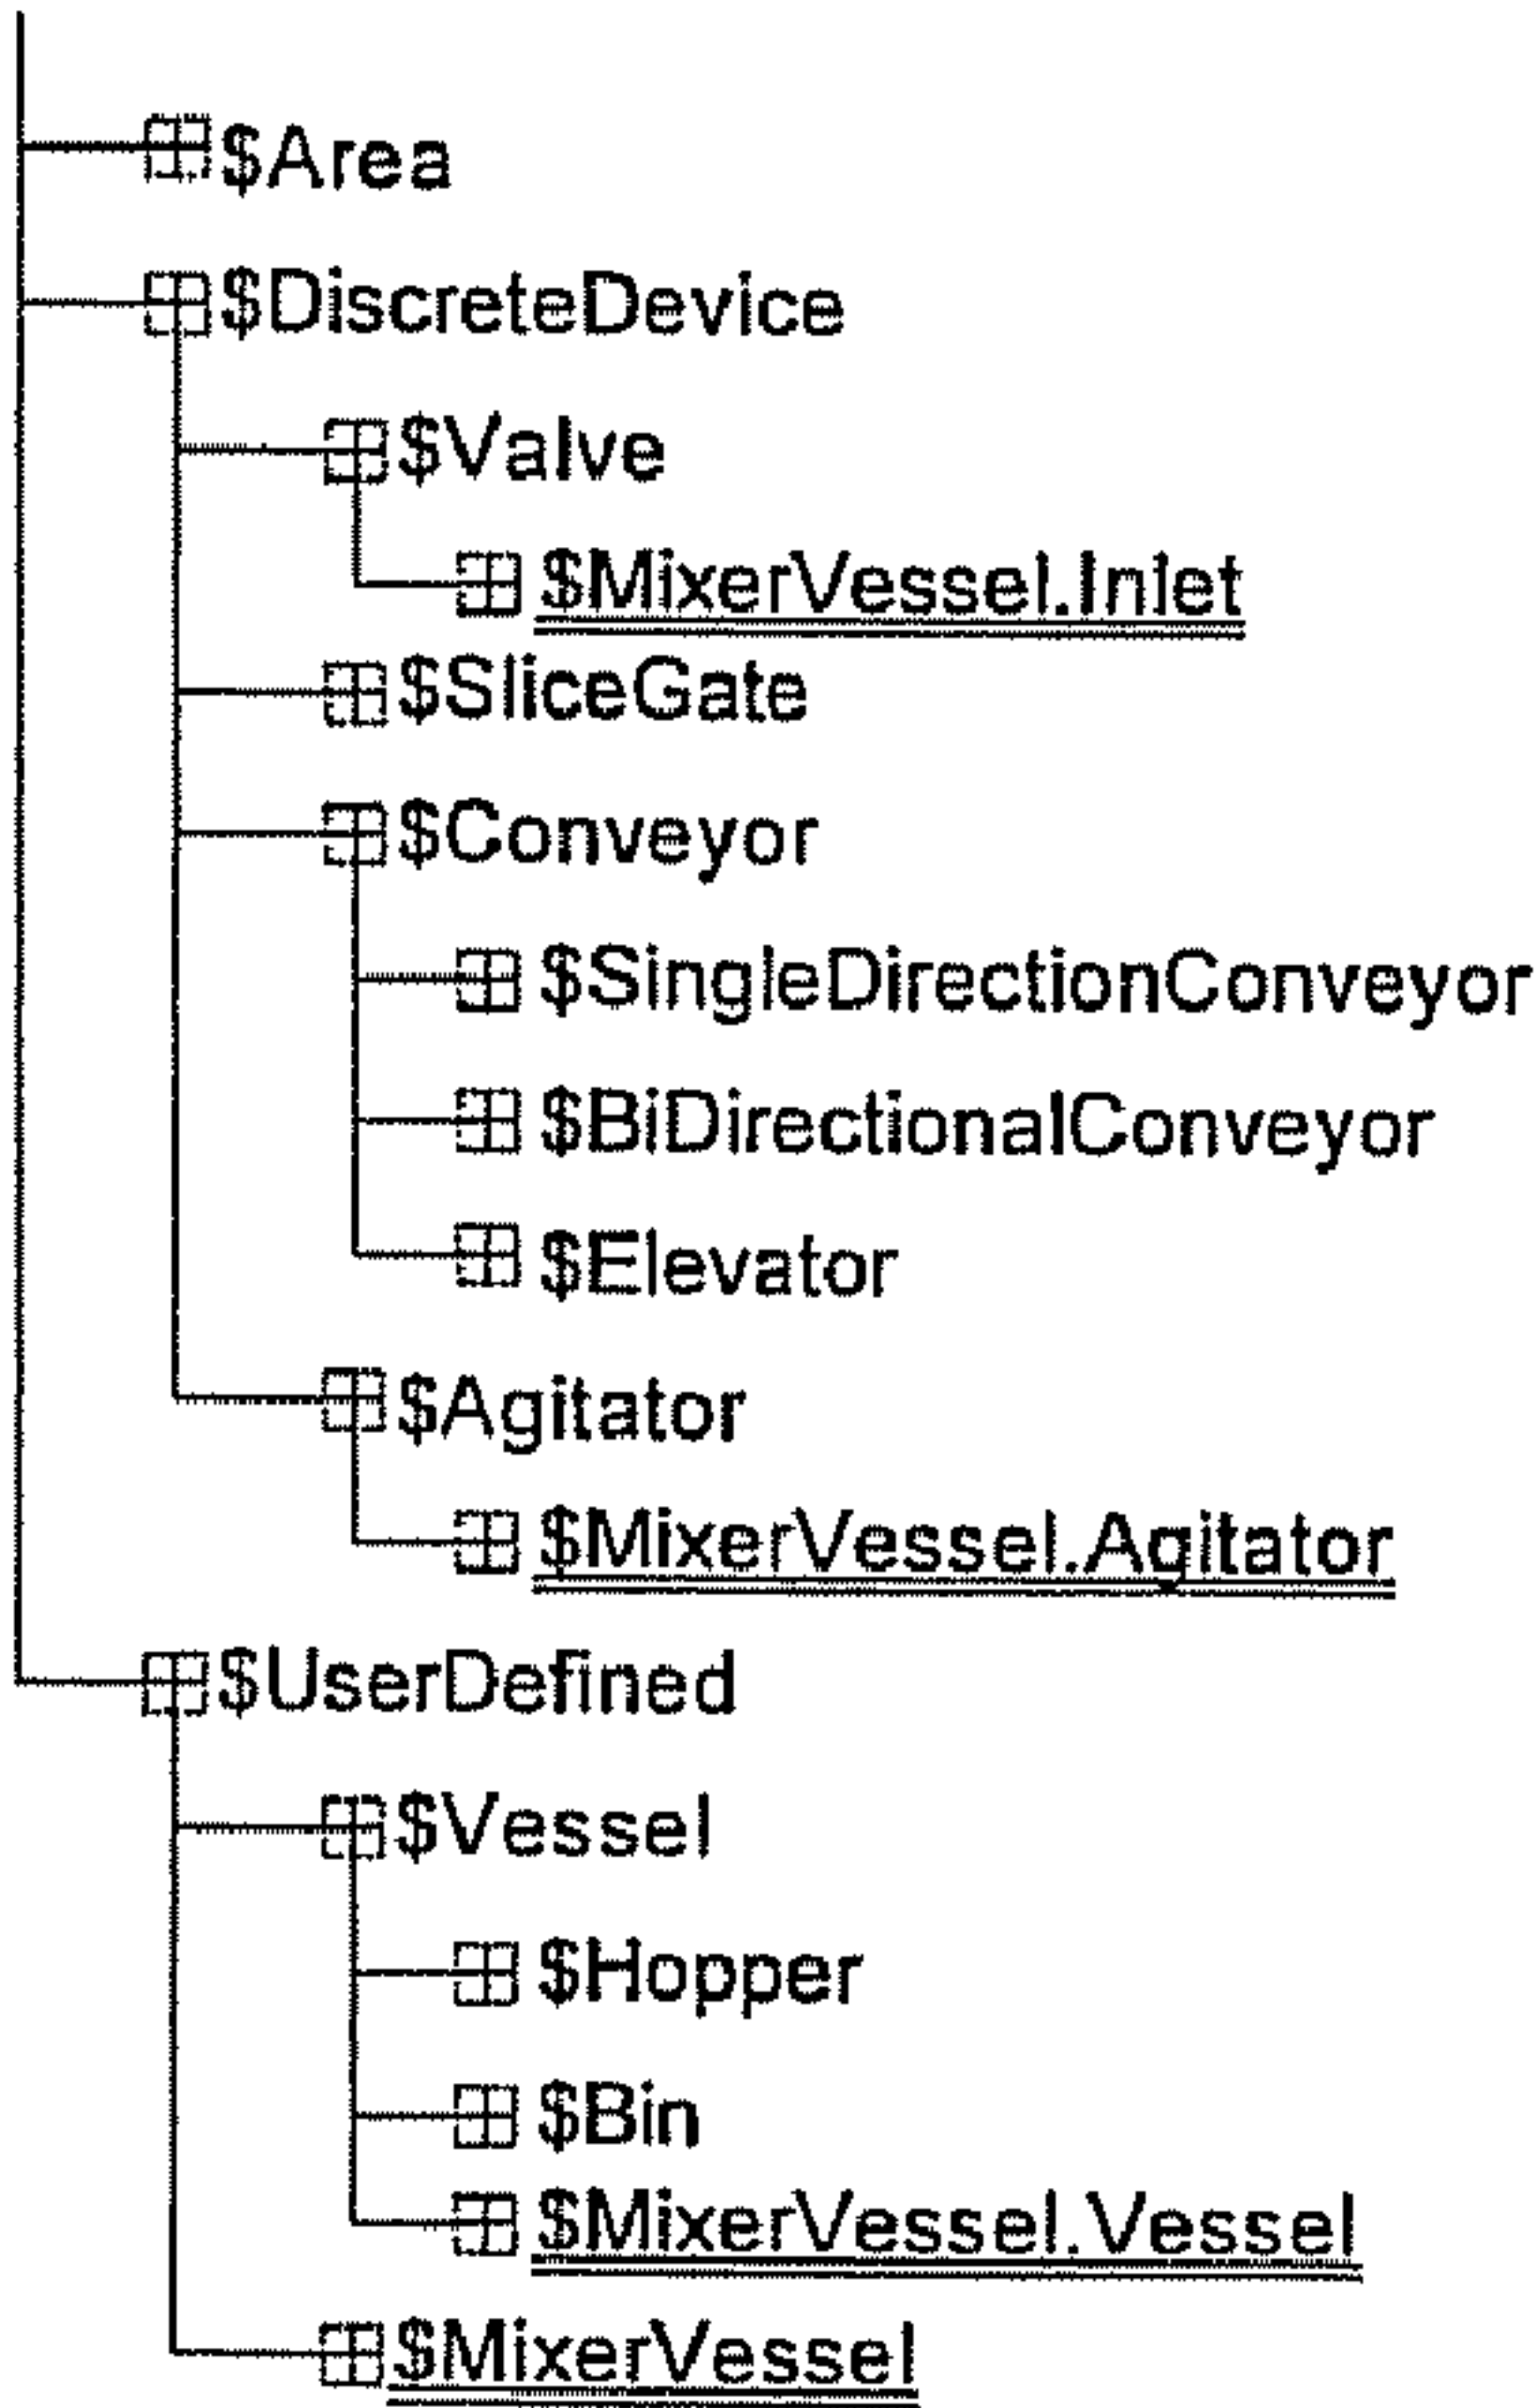 $Area
$DiscreteDevice
$Valve
$MixerVessel.Inlet
$SliceGate
$Conveyor
$SingleDirectionConveyor
$BiDirectionalConveyor
$Elevator
$Agitator
$MixerVessel.Agitator
$UserDefined
$Vessel
$Hopper
$Bin
$MixerVessel.Vessel
$MixerVessel